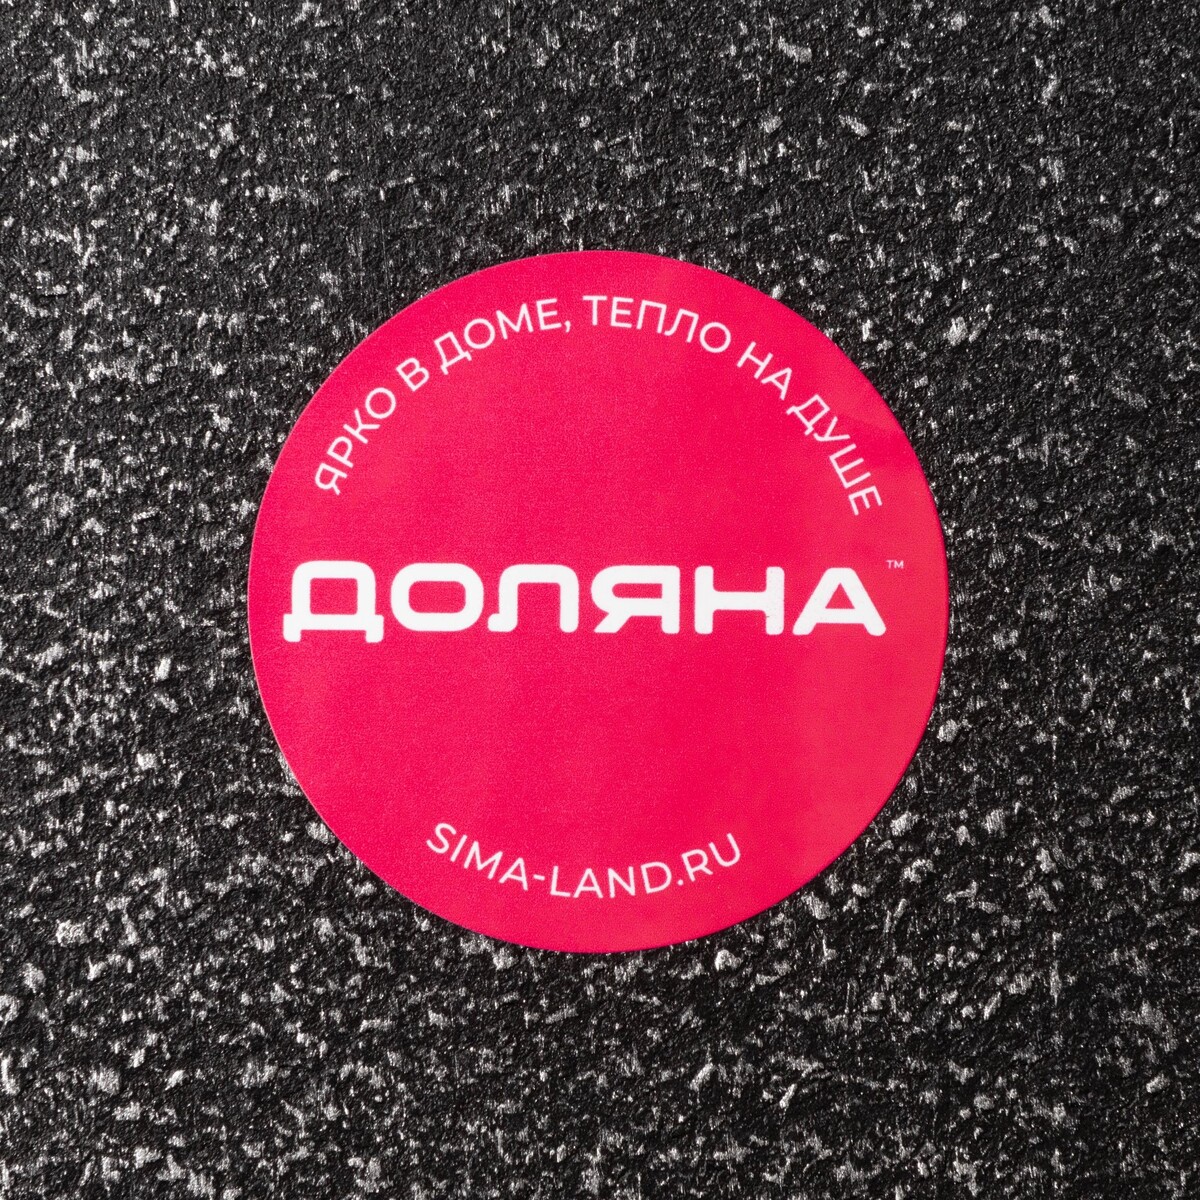 ЯРКО В ДОМЕ, ТЕПЛО НА ДУШЕ
ДОЛЯНА™
SIMA-LAND.RU